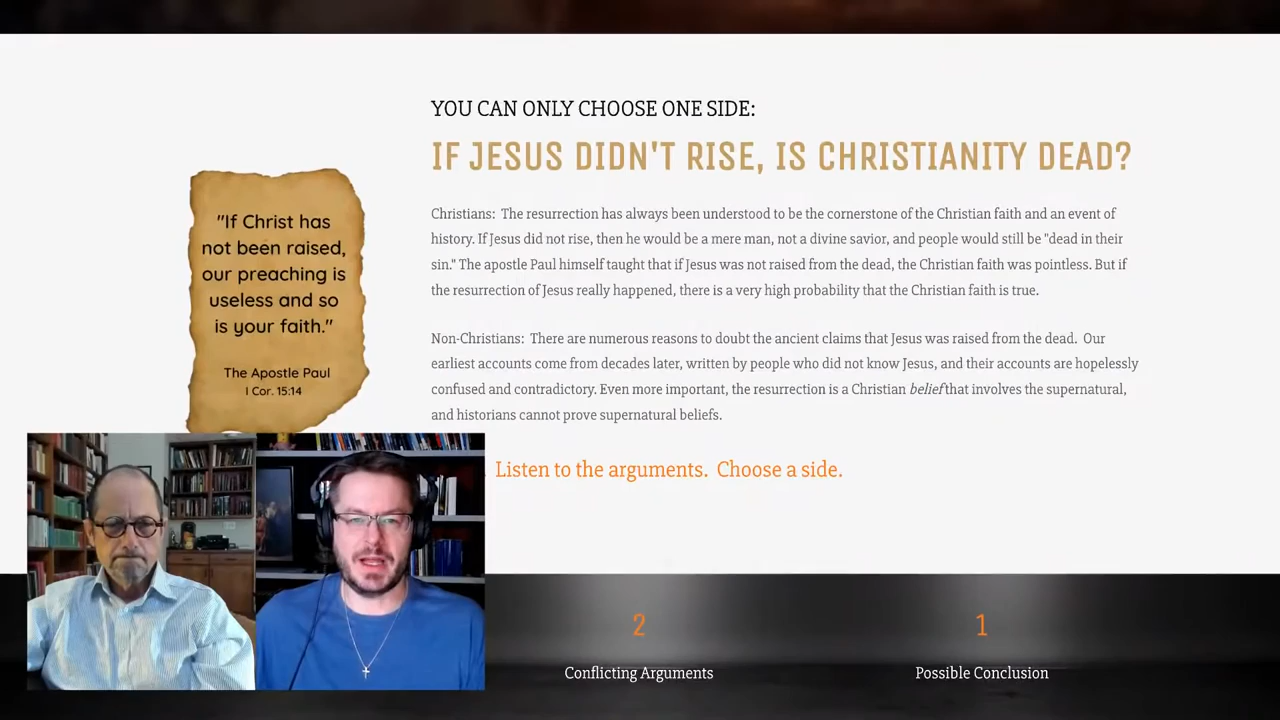 YOU CAN ONLY CHOOSE ONE SIDE:
IF JESUS DIDN'T RISE, IS CHRISTIANITY DEAD?
"If Christ has
not been raised,
our preaching is
useless and so
is your faith."
The Apostle Paul
I Cor. 15:14
Christians: The resurrection has always been understood to be the cornerstone of the Christian faith and an event of
history. If Jesus did not rise, then he would be a mere man, not a divine savior, and people would still be "dead in their
sin." The apostle Paul himself taught that if Jesus was not raised from the dead, the Christian faith was pointless. But if
the resurrection of Jesus really happened, there is a very high probability that the Christian faith is true.
Non-Christians: There are numerous reasons to doubt the ancient claims that Jesus was raised from the dead. Our
earliest accounts come from decades later, written by people who did not know Jesus, and their accounts are hopelessly
confused and contradictory. Even more important, the resurrection is a Christian belief that involves the supernatural,
and historians cannot prove supernatural beliefs.
. Listen to the arguments. Choose a side.
2
Conflicting Arguments
1
Possible Conclusion